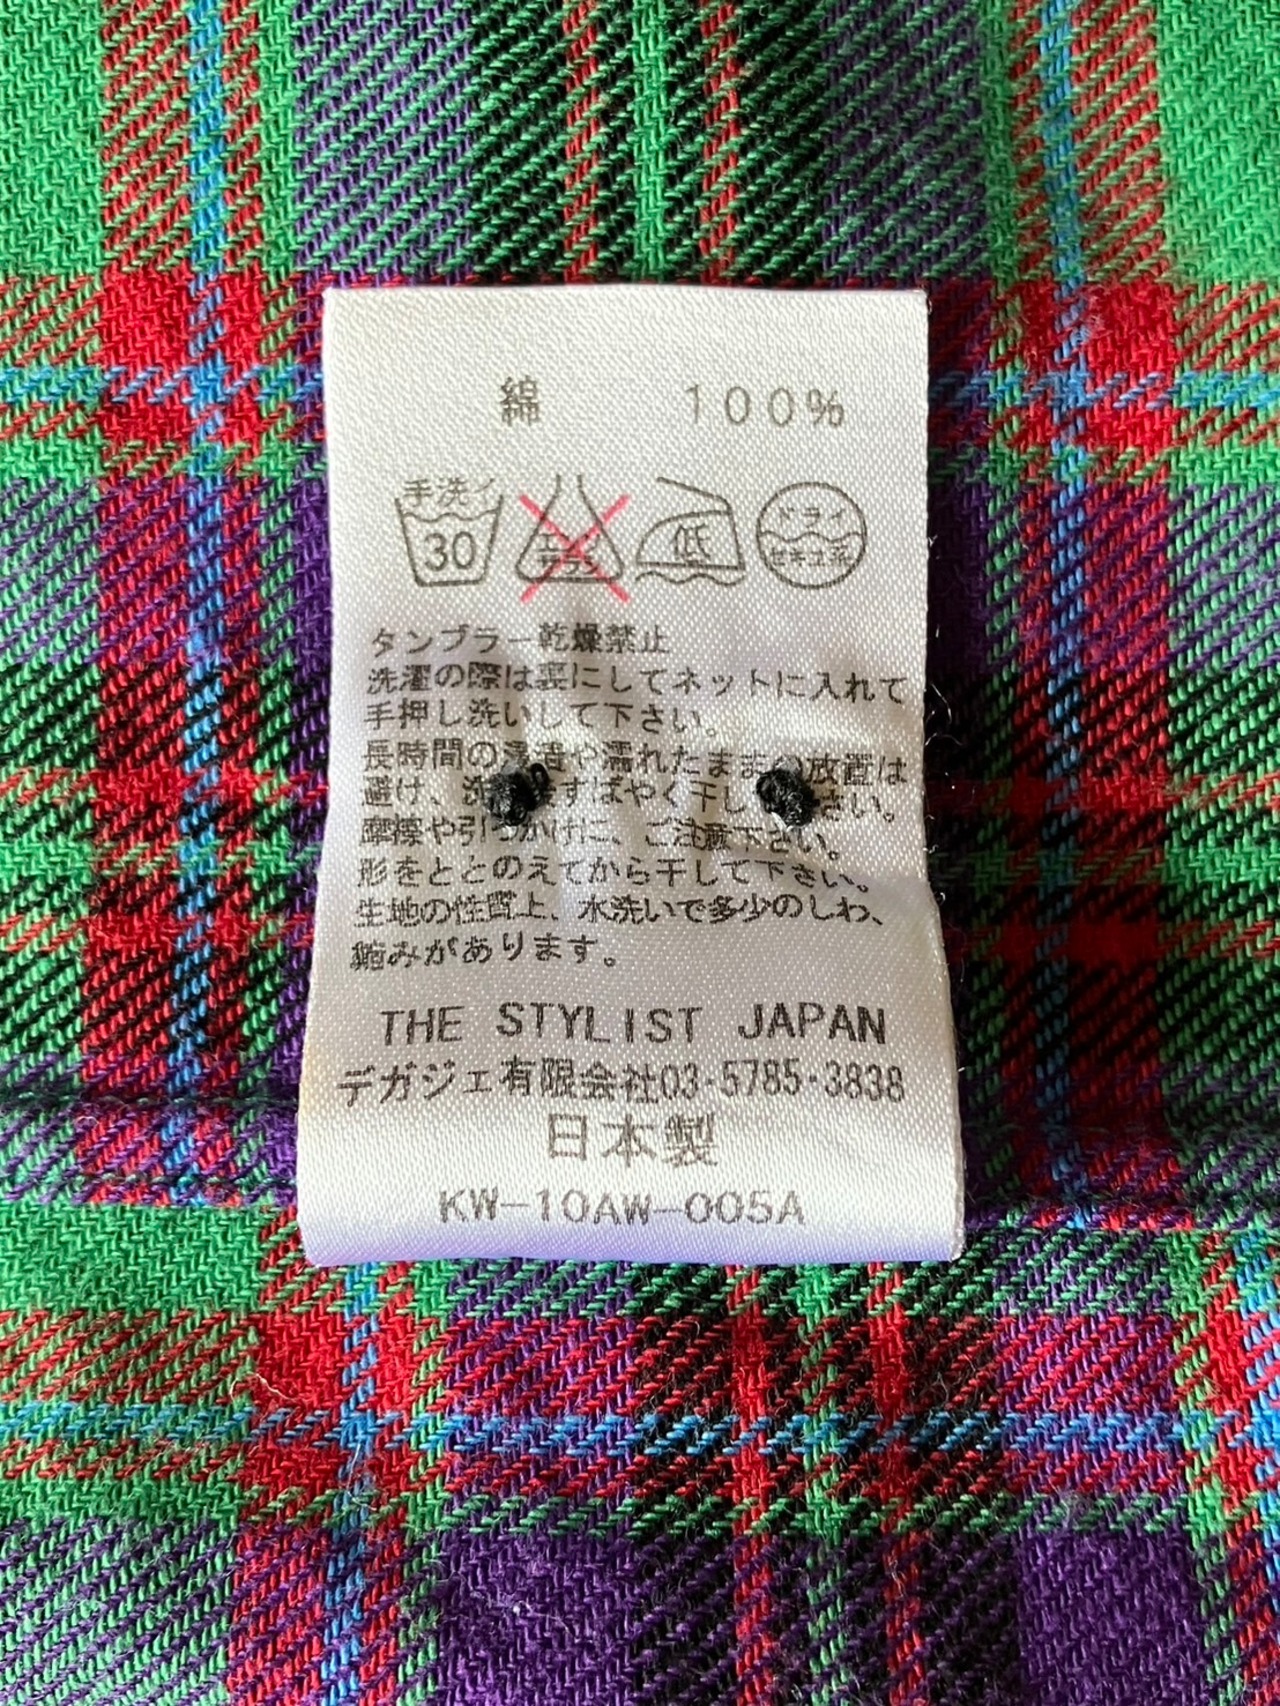 綿 100%
手洗イ
30
エンソ
サラシ
低
ドライ
セキユ系
タンブラー乾燥禁止
洗濯の際は裏にしてネットに入れて
手押し洗いして下さい。
長時間の浸漬や濡れたままの放置は
避け、洗 すばやく干し さい。
摩擦や引っかけに、ご注意下さい。
形をととのえてから干して下さい。
生地の性質上、水洗いで多少のしわ、
縮みがあります。
THE STYLIST JAPAN
デガジェ有限会社03-5785-3838
日本製
KW-10AW-005A